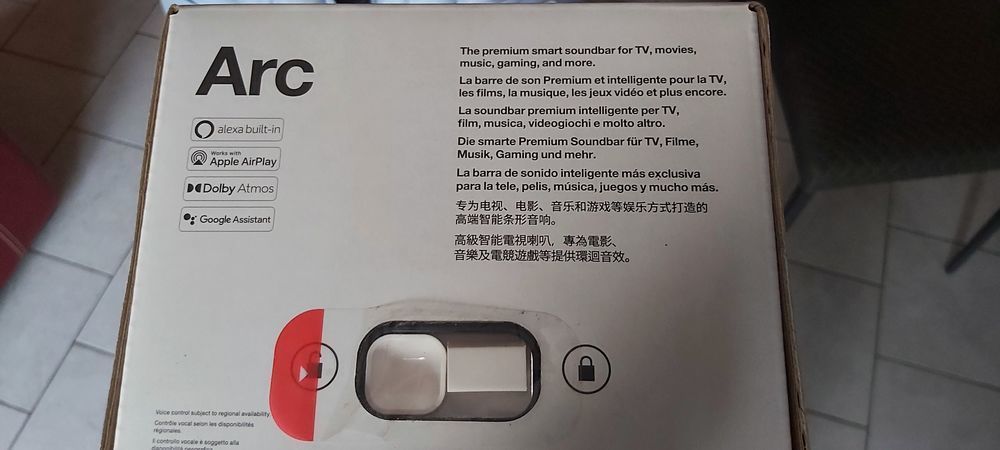 Arc
alexa built-in
Works with
Apple AirPlay
Dolby Atmos
Google Assistant
The premium smart soundbar for TV, movies,
music, gaming, and more.
La barre de son Premium et intelligente pour la TV,
les films, la musique, les jeux vidéo et plus encore.
La soundbar premium intelligente per TV,
film, musica, videogiochi e molto altro.
Die smarte Premium Soundbar für TV, Filme,
Musik, Gaming und mehr.
La barra de sonido inteligente más exclusiva
para la tele, pelis, música, juegos y mucho más.
专为电视、电影、音乐和游戏等娱乐方式打造的
高端智能条形音响。
高級智能電視喇叭，專為電影、
音樂及電競遊戲等提供環迴音效。
Voice control subject to regional availability
Contrôle vocal selon les disponibilités
régionales.
Il controllo vocale è soggetto alla
disponibilità geografica